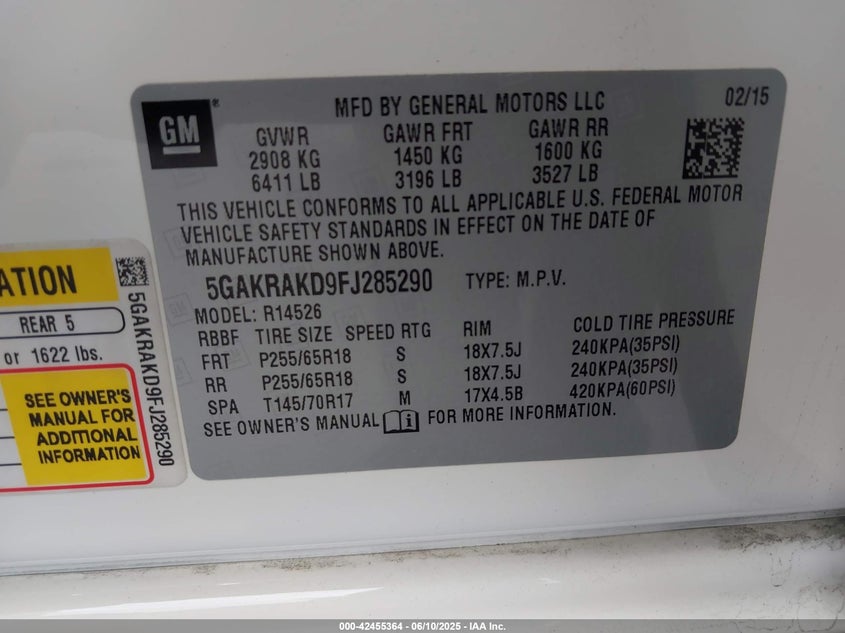 GM®
MFD BY GENERAL MOTORS LLC 02/15
GVWR GAWR FRT GAWR RR
2908 KG 1450 KG 1600 KG
6411 LB 3196 LB 3527 LB
THIS VEHICLE CONFORMS TO ALL APPLICABLE U.S. FEDERAL MOTOR
VEHICLE SAFETY STANDARDS IN EFFECT ON THE DATE OF
MANUFACTURE SHOWN ABOVE.
5GAKRAKD9FJ285290 TYPE: M.P.V.
MODEL: R14526
RBBF TIRE SIZE SPEED RTG RIM COLD TIRE PRESSURE
FRT P255/65R18 S 18X7.5J 240KPA(35PSI)
RR P255/65R18 S 18X7.5J 240KPA(35PSI)
SPA T145/70R17 M 17X4.5B 420KPA(60PSI)
SEE OWNER'S MANUAL FOR MORE INFORMATION.
ATION
REAR 5
or 1622 lbs.
SEE OWNER'S
MANUAL FOR
ADDITIONAL
INFORMATION
5GAKRAKD9FJ285290
000-42455364 - 06/10/2025 - IAA Inc.